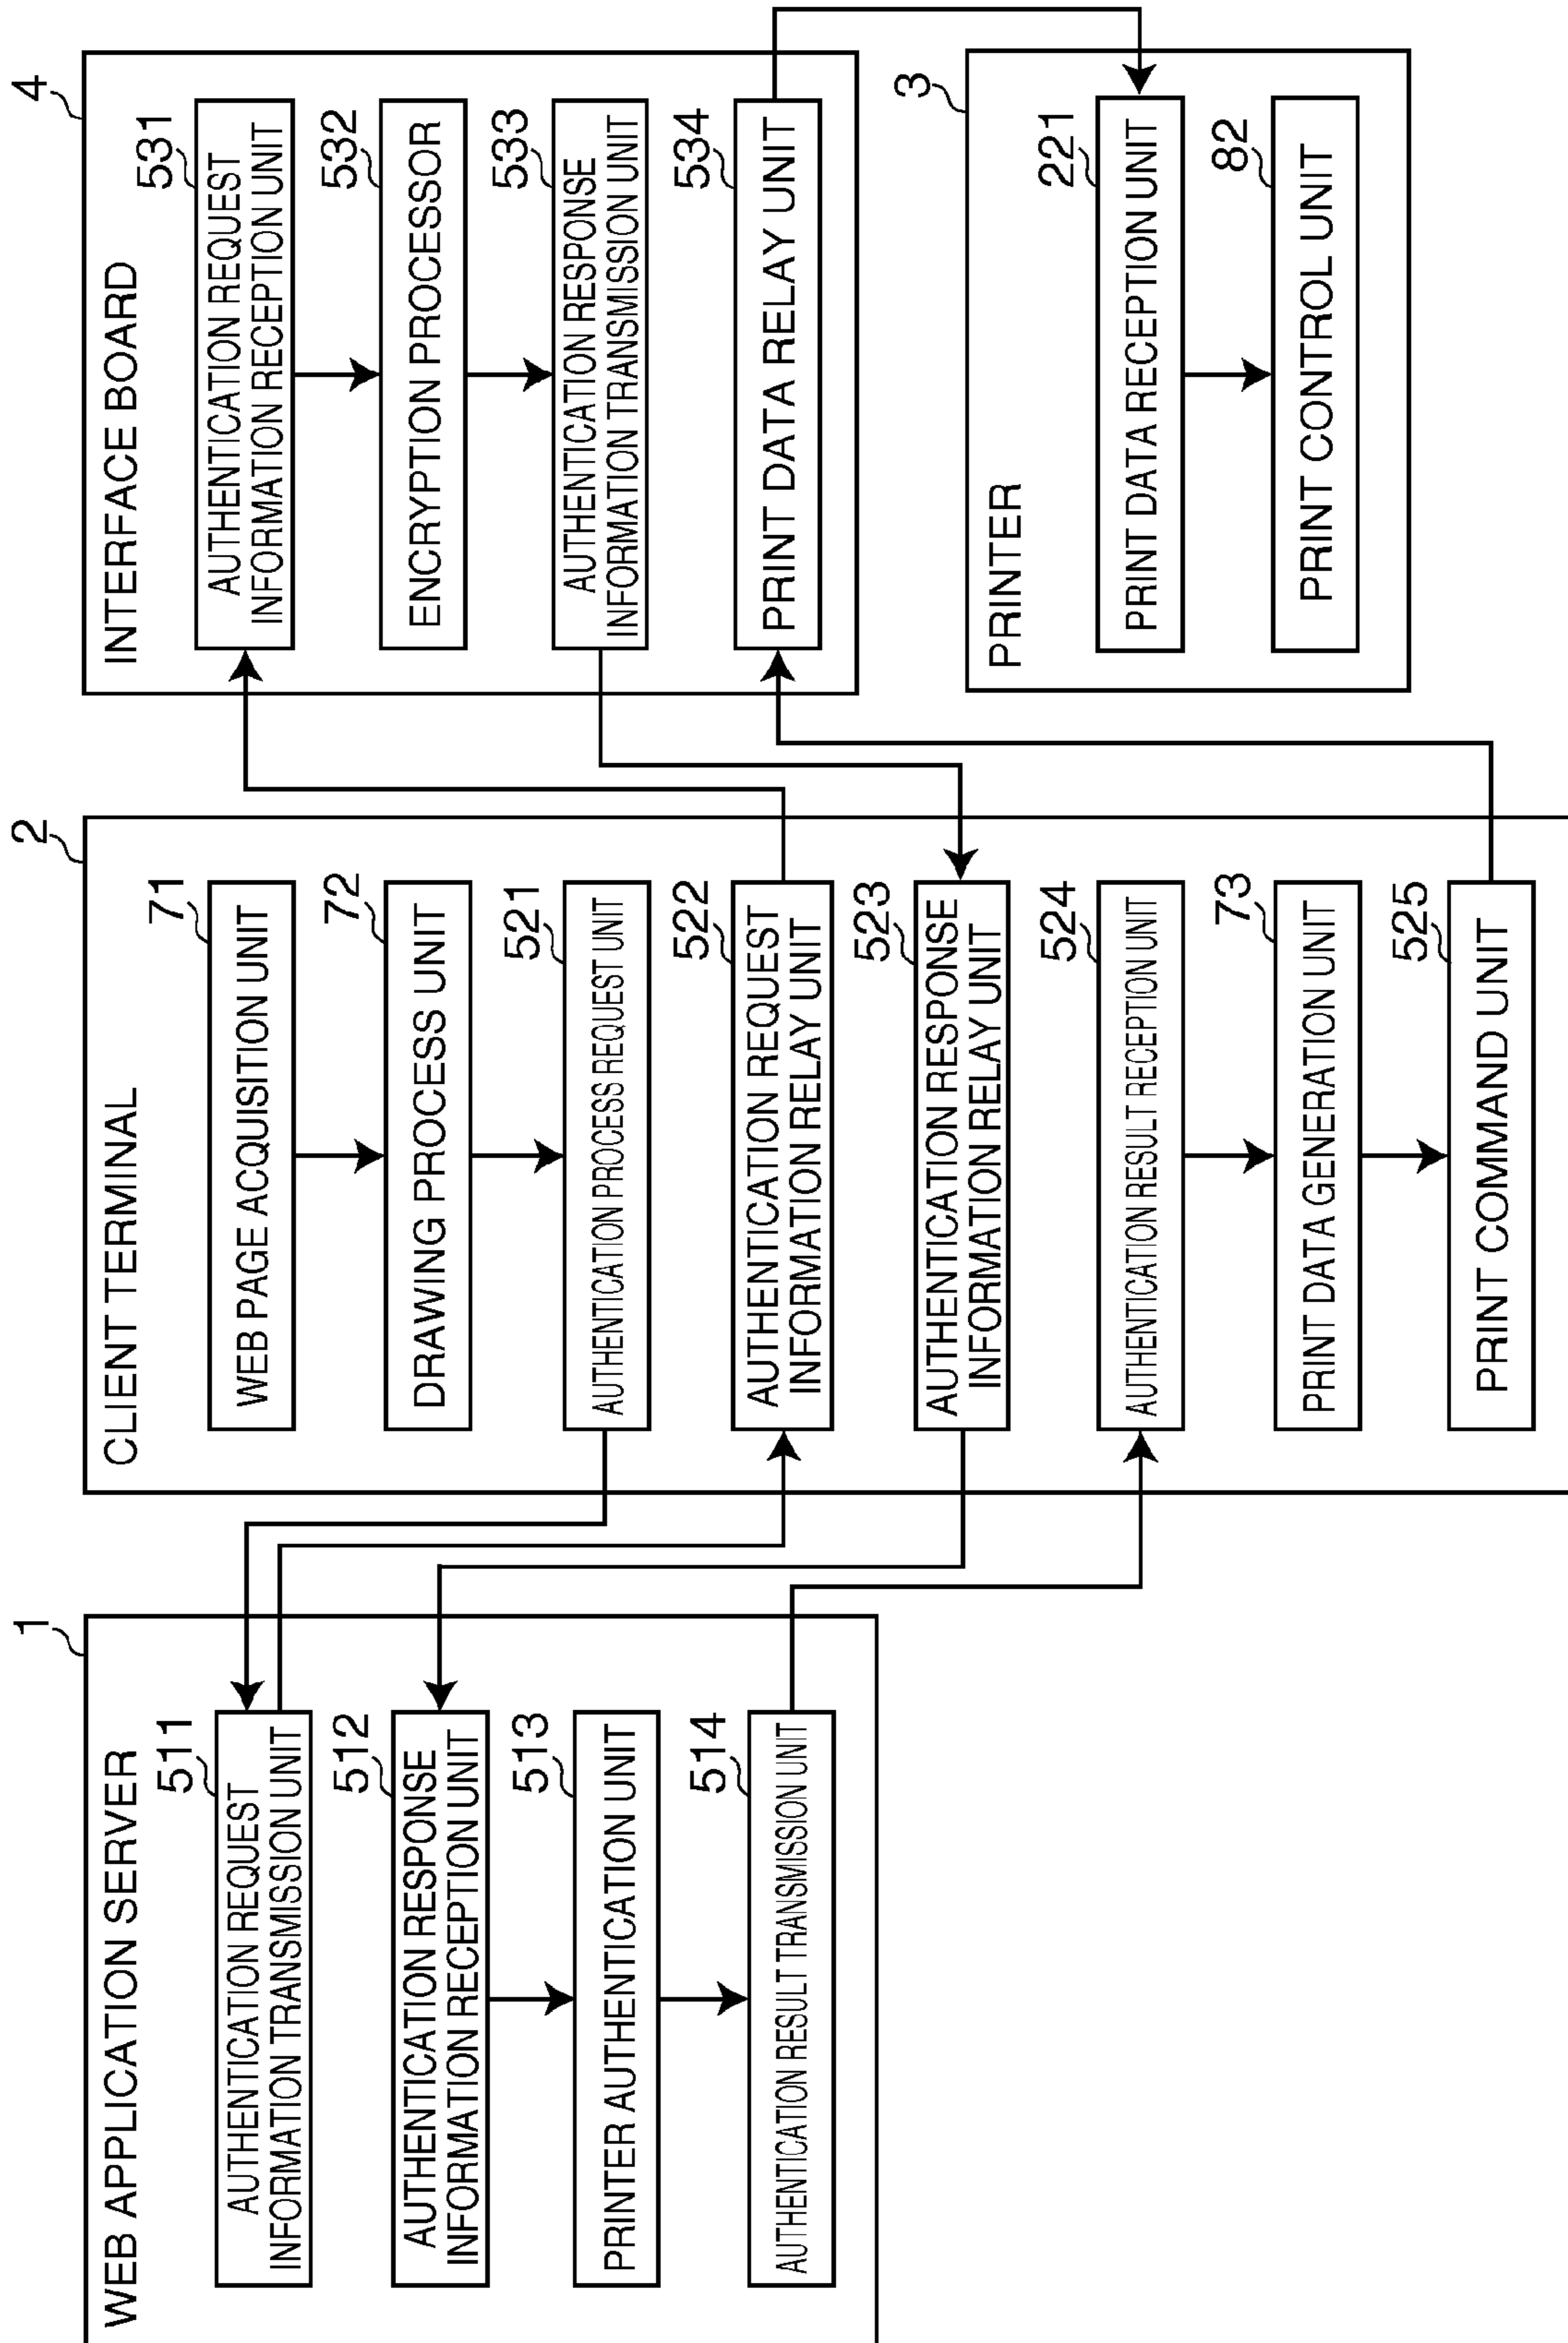 1
WEB APPLICATION SERVER
511
AUTHENTICATION REQUEST
INFORMATION TRANSMISSION UNIT
512
AUTHENTICATION RESPONSE
INFORMATION RECEPTION UNIT
513
PRINTER AUTHENTICATION UNIT
514
AUTHENTICATION RESULT TRANSMISSION UNIT
2
CLIENT TERMINAL
71
WEB PAGE ACQUISITION UNIT
72
DRAWING PROCESS UNIT
521
AUTHENTICATION PROCESS REQUEST UNIT
522
AUTHENTICATION REQUEST
INFORMATION RELAY UNIT
523
AUTHENTICATION RESPONSE
INFORMATION RELAY UNIT
524
AUTHENTICATION RESULT RECEPTION UNIT
73
PRINT DATA GENERATION UNIT
525
PRINT COMMAND UNIT
4
INTERFACE BOARD
531
AUTHENTICATION REQUEST
INFORMATION RECEPTION UNIT
532
ENCRYPTION PROCESSOR
533
AUTHENTICATION RESPONSE
INFORMATION TRANSMISSION UNIT
534
PRINT DATA RELAY UNIT
3
PRINTER
221
PRINT DATA RECEPTION UNIT
82
PRINT CONTROL UNIT